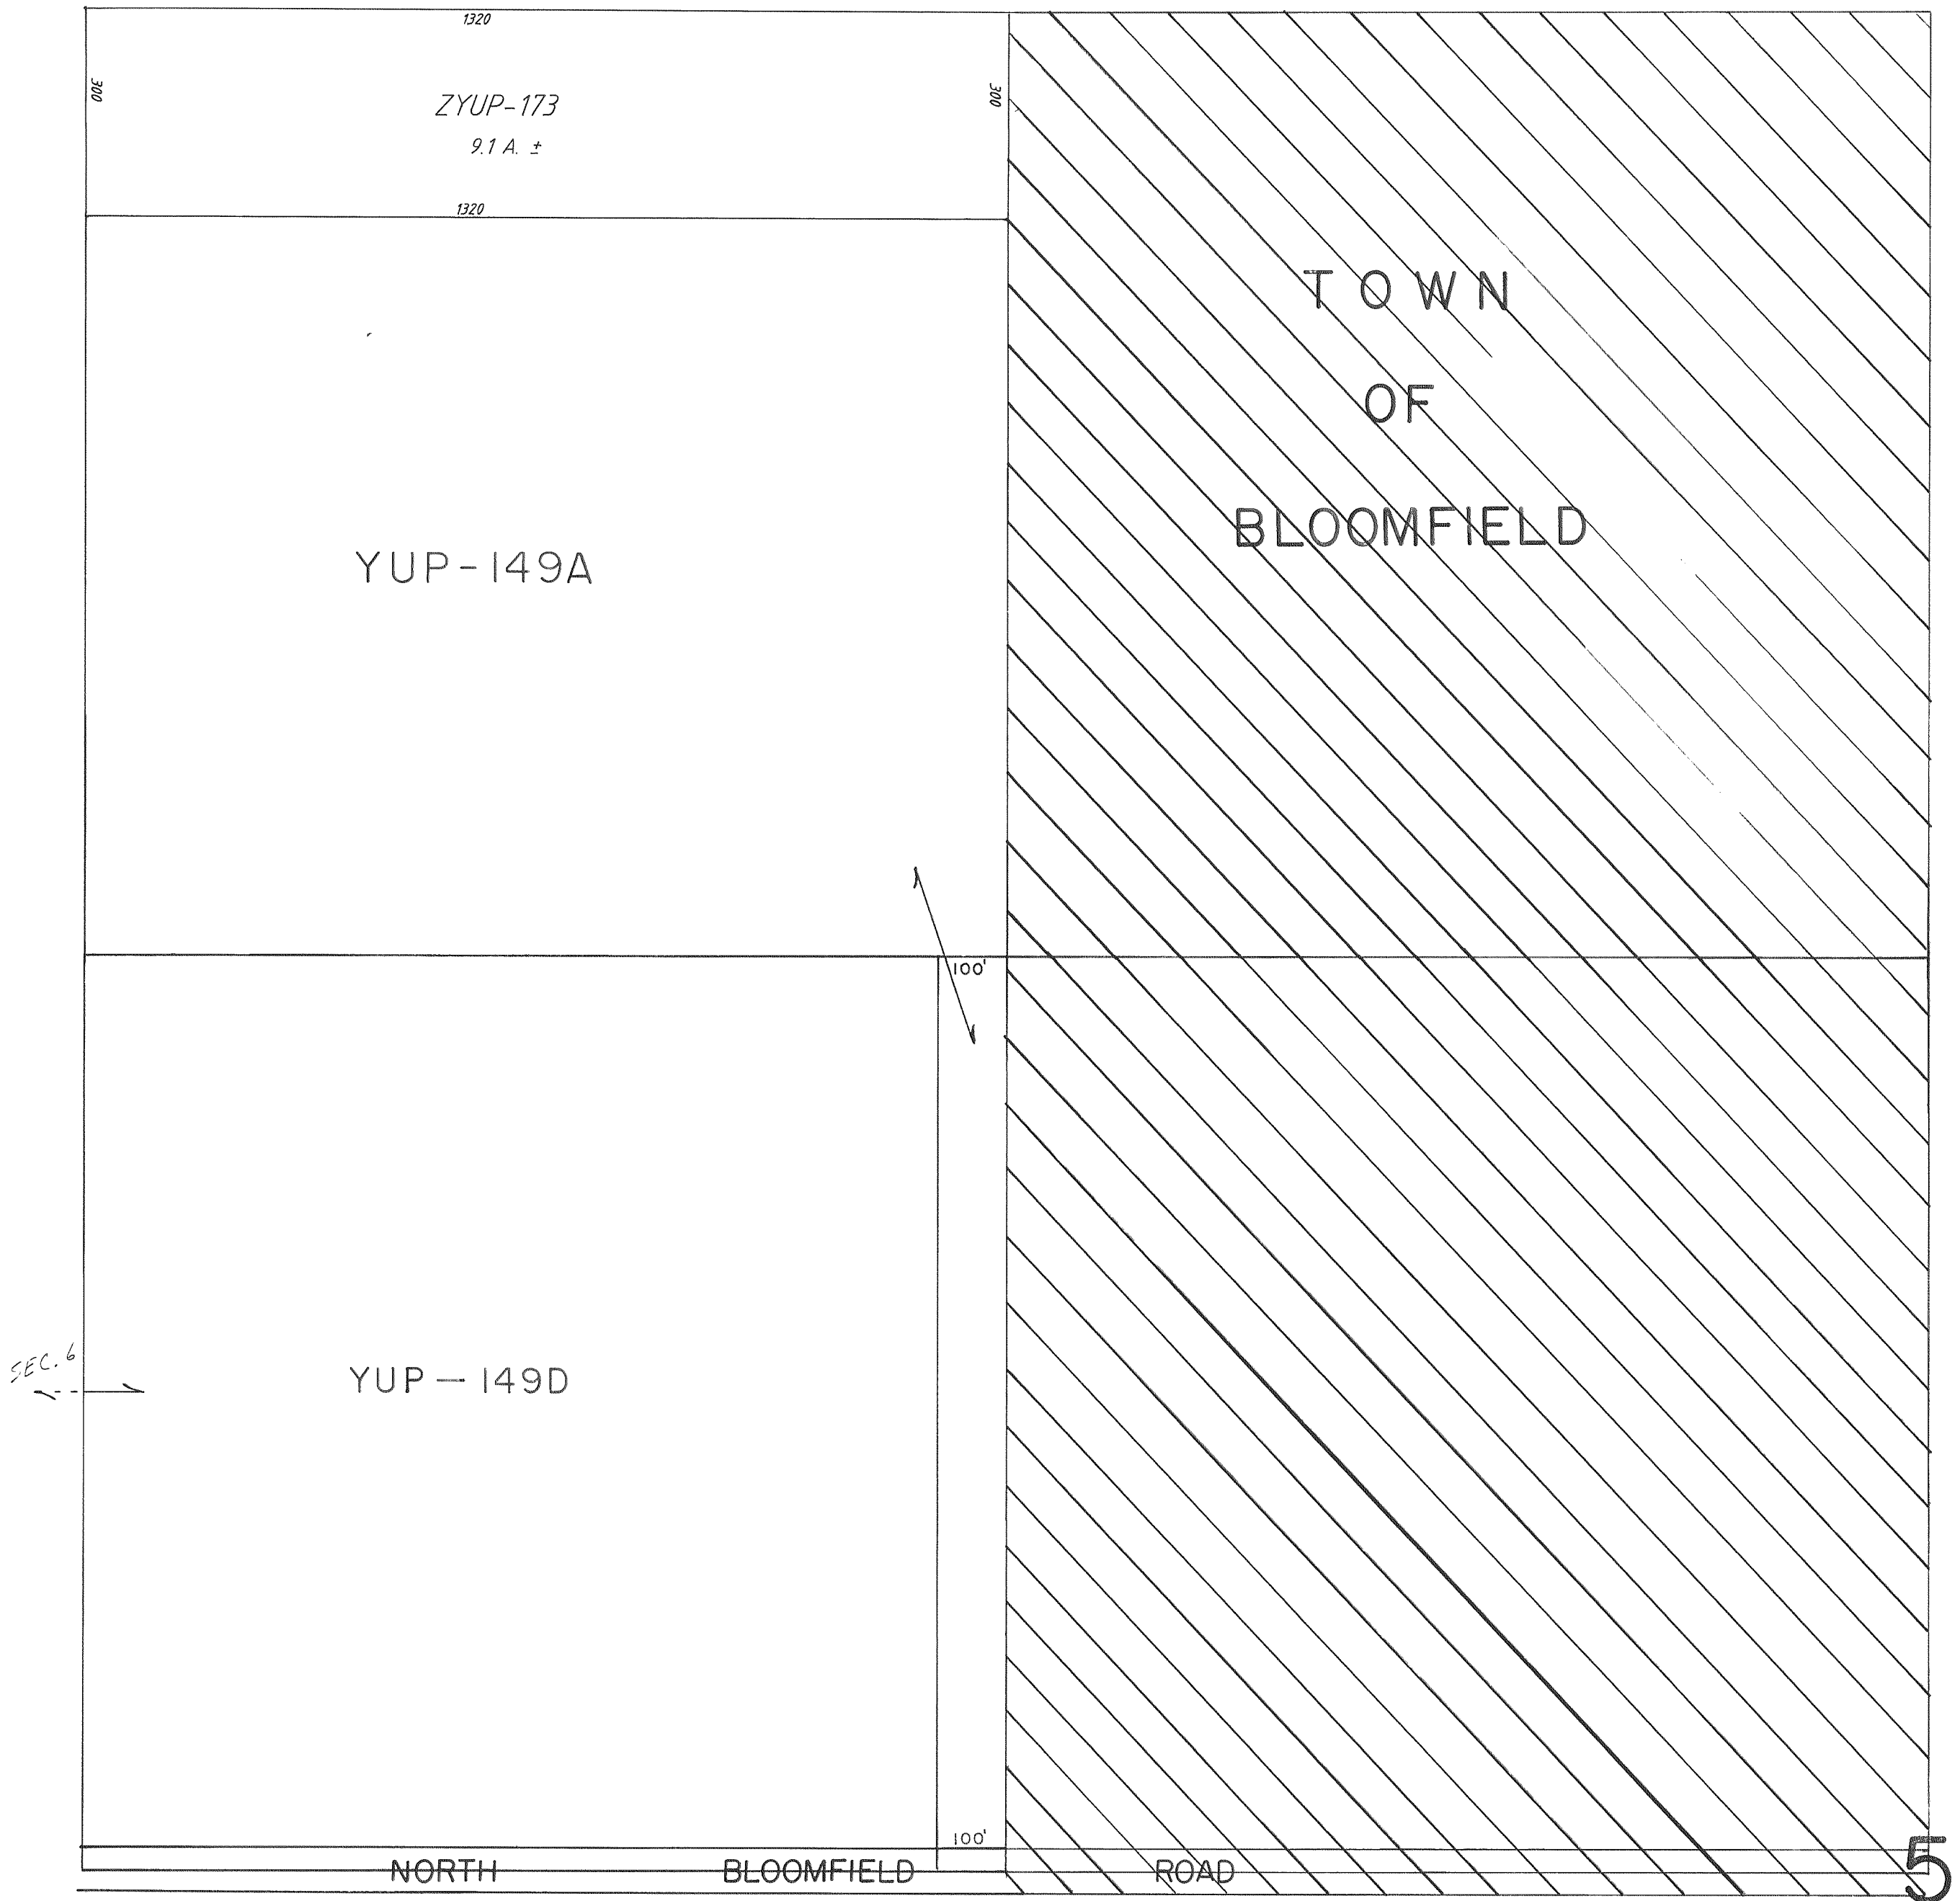 1320
300
300
ZYUP-173
9.1 A. ±
1320
TOWN
OF
BLOOMFIELD
YUP-149A
100'
SEC. 6
YUP-149D
100'
NORTH BLOOMFIELD ROAD
5